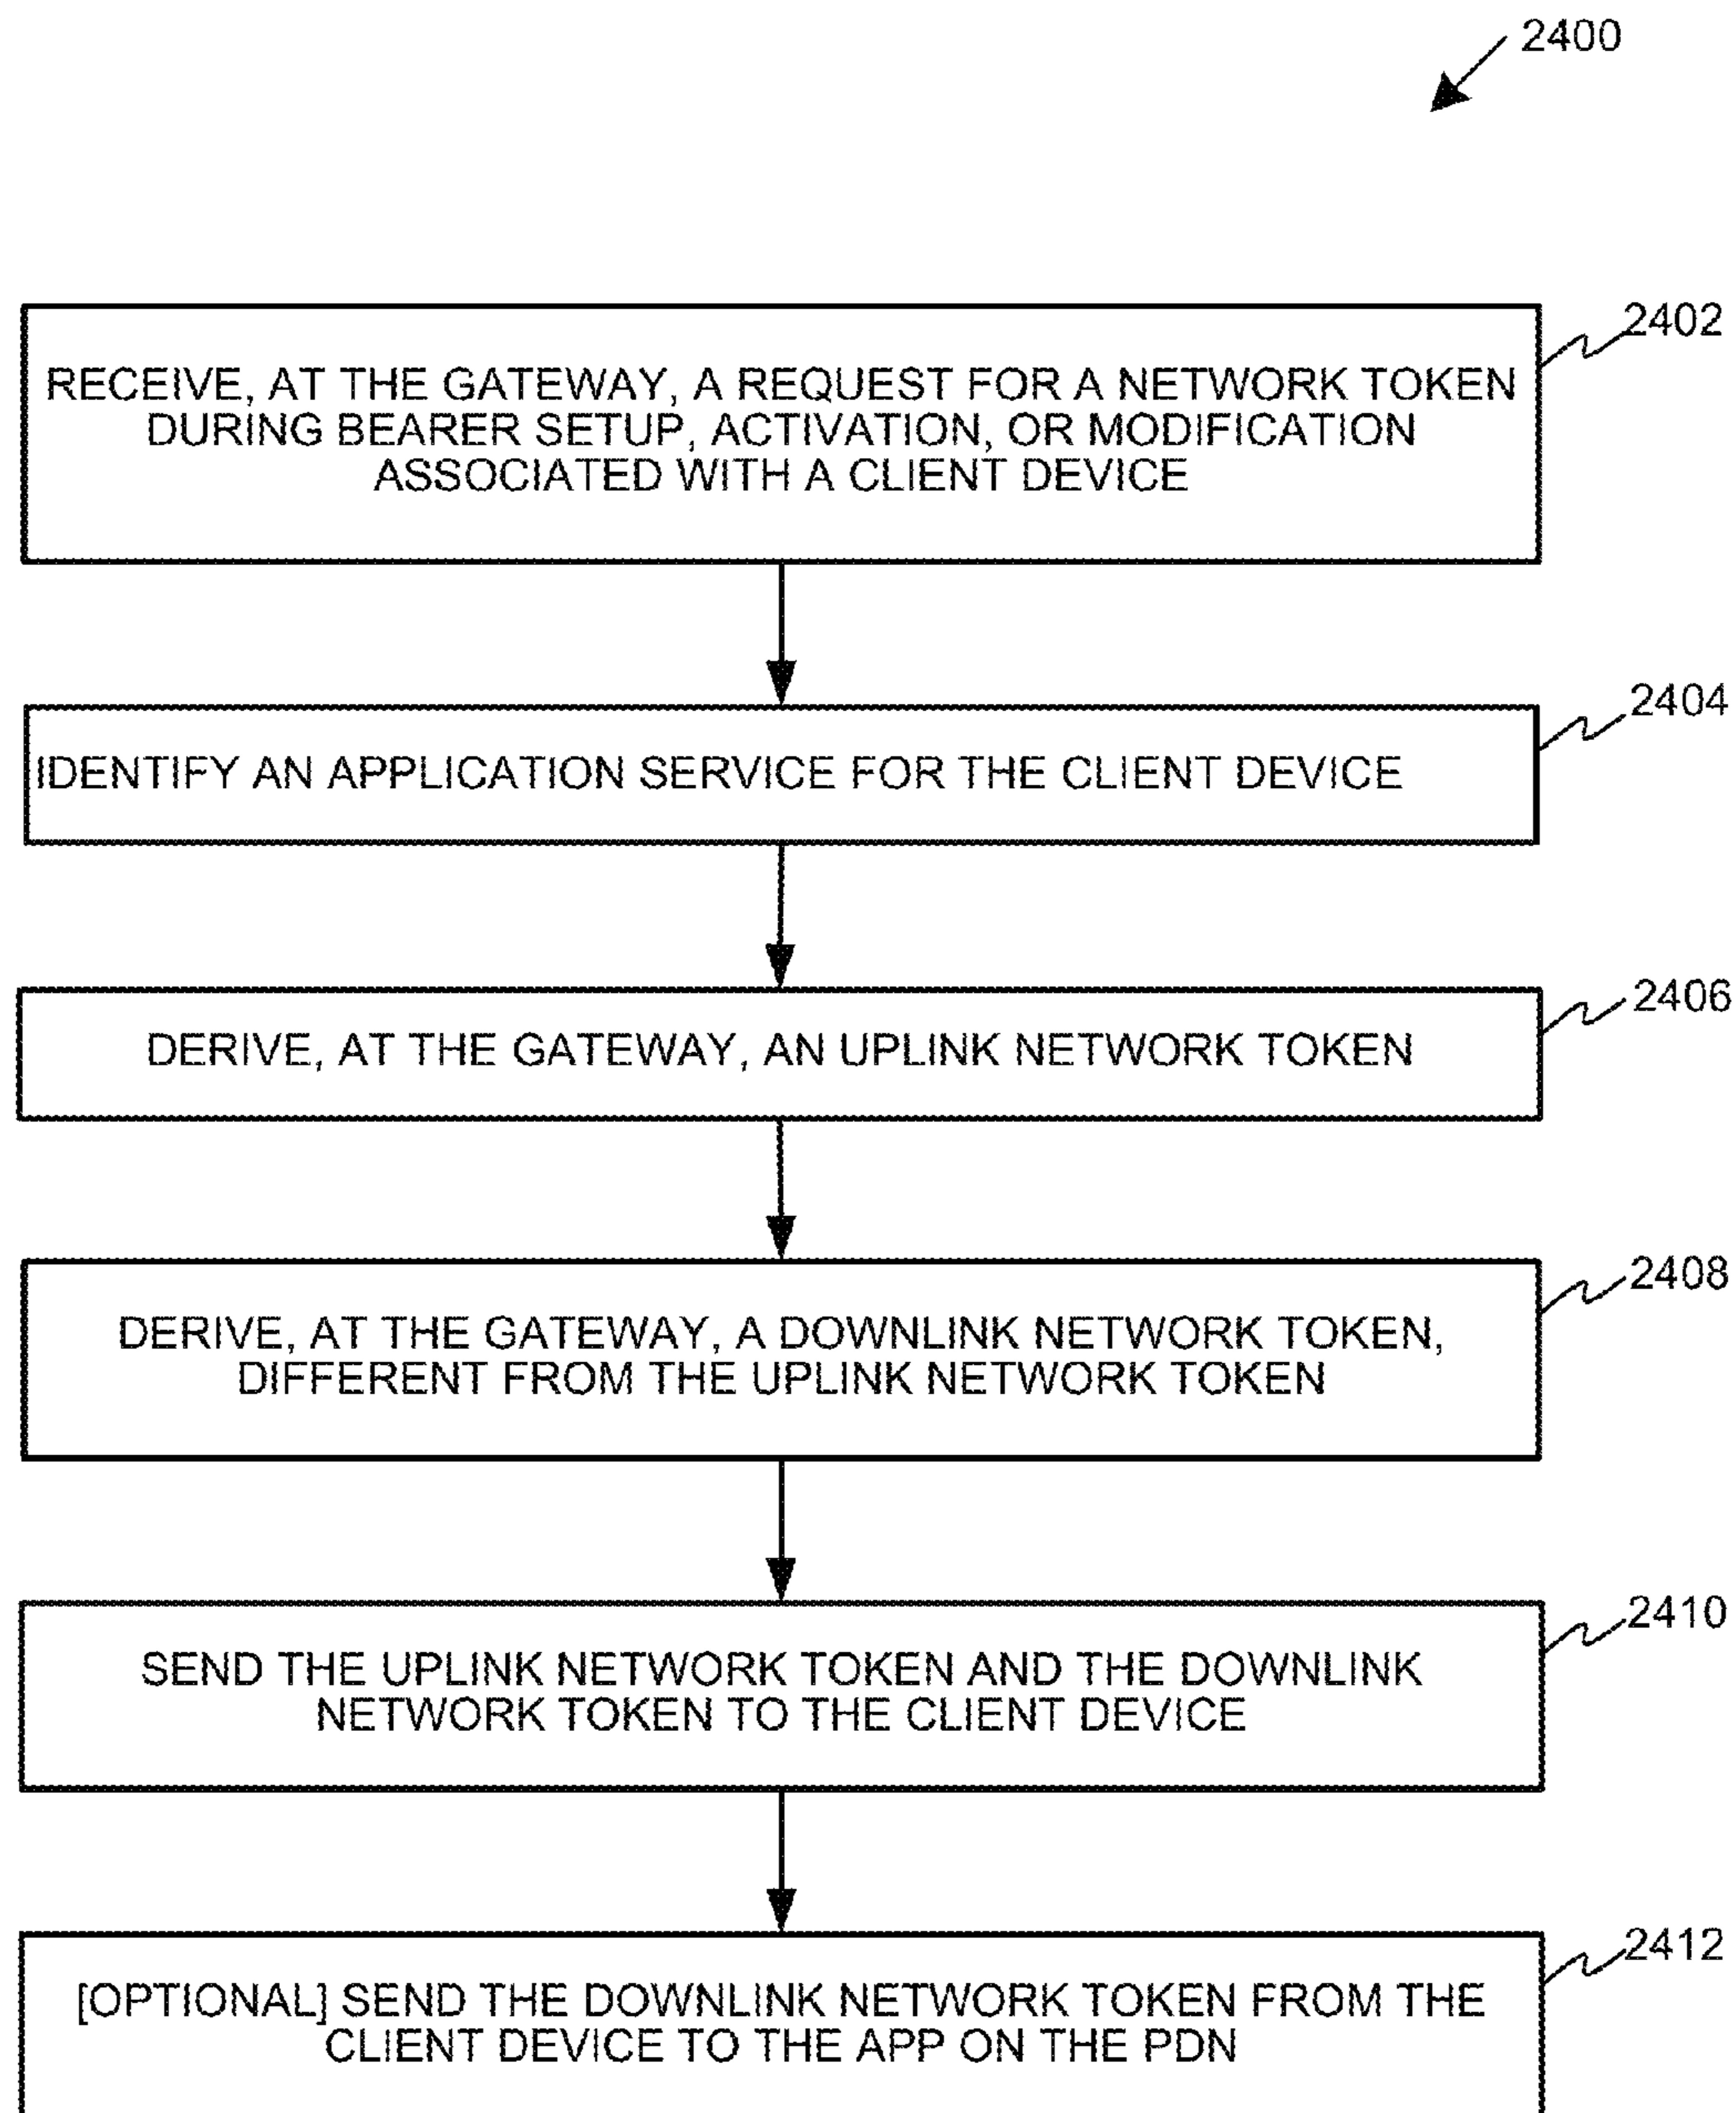 2400
2402
RECEIVE, AT THE GATEWAY, A REQUEST FOR A NETWORK TOKEN
DURING BEARER SETUP, ACTIVATION, OR MODIFICATION
ASSOCIATED WITH A CLIENT DEVICE
2404
IDENTIFY AN APPLICATION SERVICE FOR THE CLIENT DEVICE
2406
DERIVE, AT THE GATEWAY, AN UPLINK NETWORK TOKEN
2408
DERIVE, AT THE GATEWAY, A DOWNLINK NETWORK TOKEN,
DIFFERENT FROM THE UPLINK NETWORK TOKEN
2410
SEND THE UPLINK NETWORK TOKEN AND THE DOWNLINK
NETWORK TOKEN TO THE CLIENT DEVICE
2412
[OPTIONAL] SEND THE DOWNLINK NETWORK TOKEN FROM THE
CLIENT DEVICE TO THE APP ON THE PDN